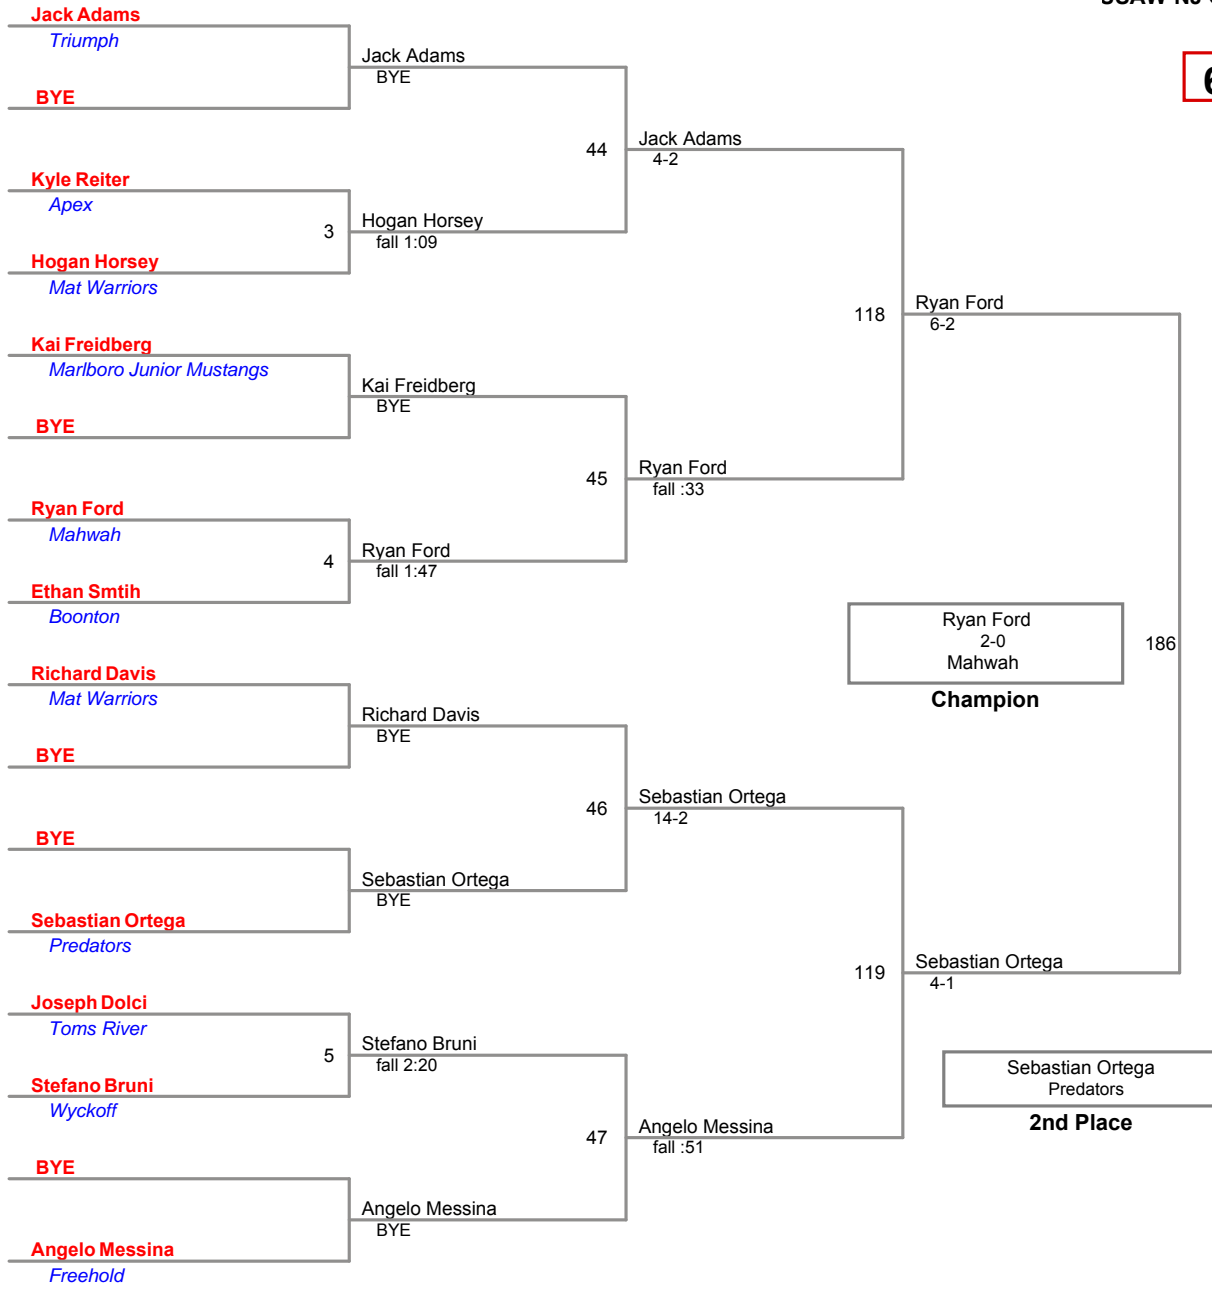 Jack Adams
Triumph
Jack Adams
BYE
BYE
44
Jack Adams
4-2
Kyle Reiter
Apex
3
Hogan Horsey
fall 1:09
Hogan Horsey
Mat Warriors
118
Ryan Ford
6-2
Kai Freidberg
Marlboro Junior Mustangs
Kai Freidberg
BYE
BYE
45
Ryan Ford
fall :33
Ryan Ford
Mahwah
4
Ryan Ford
fall 1:47
Ethan Smtih
Boonton
Ryan Ford
2-0
Mahwah
Champion
186
Richard Davis
Mat Warriors
Richard Davis
BYE
BYE
46
Sebastian Ortega
14-2
BYE
Sebastian Ortega
BYE
Sebastian Ortega
Predators
119
Sebastian Ortega
4-1
Joseph Dolci
Toms River
5
Stefano Bruni
fall 2:20
Stefano Bruni
Wyckoff
Sebastian Ortega
Predators
2nd Place
47
Angelo Messina
fall :51
BYE
Angelo Messina
BYE
Angelo Messina
Freehold